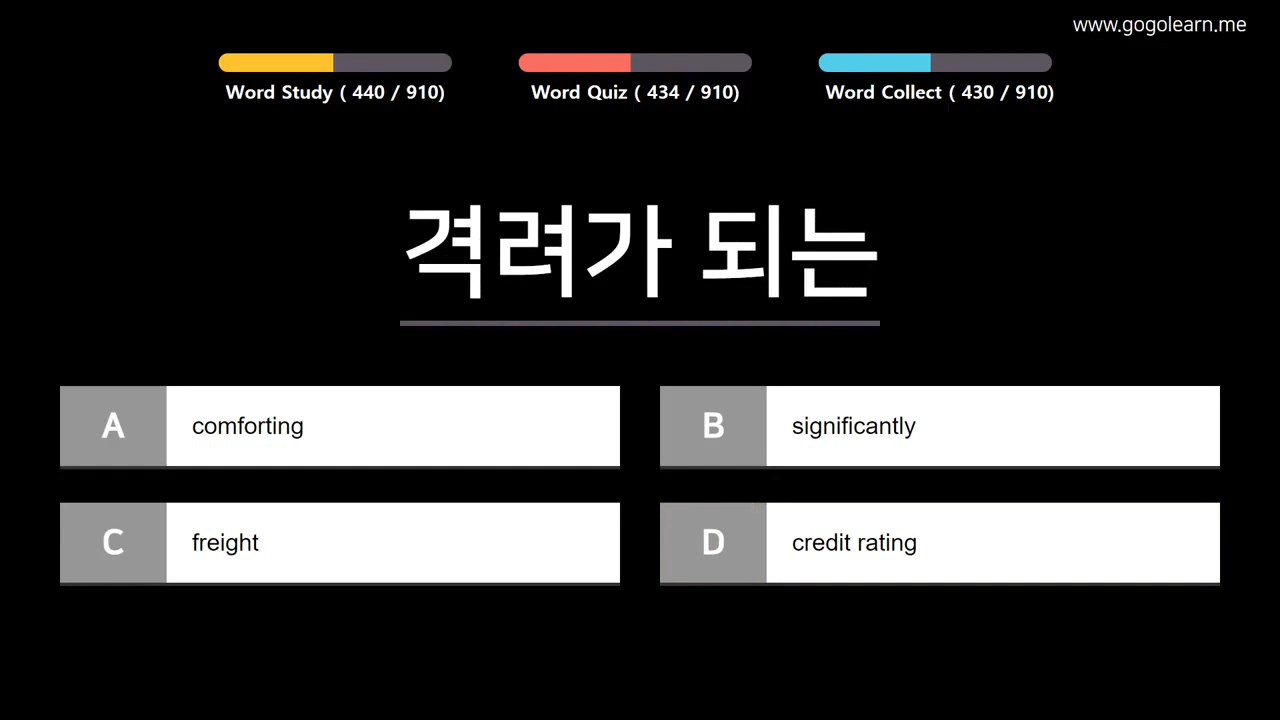 www.gogolearn.me
Word Study ( 440 / 910)
Word Quiz ( 434 / 910)
Word Collect ( 430 / 910)
격려가 되는
A comforting
B significantly
C freight
D credit rating